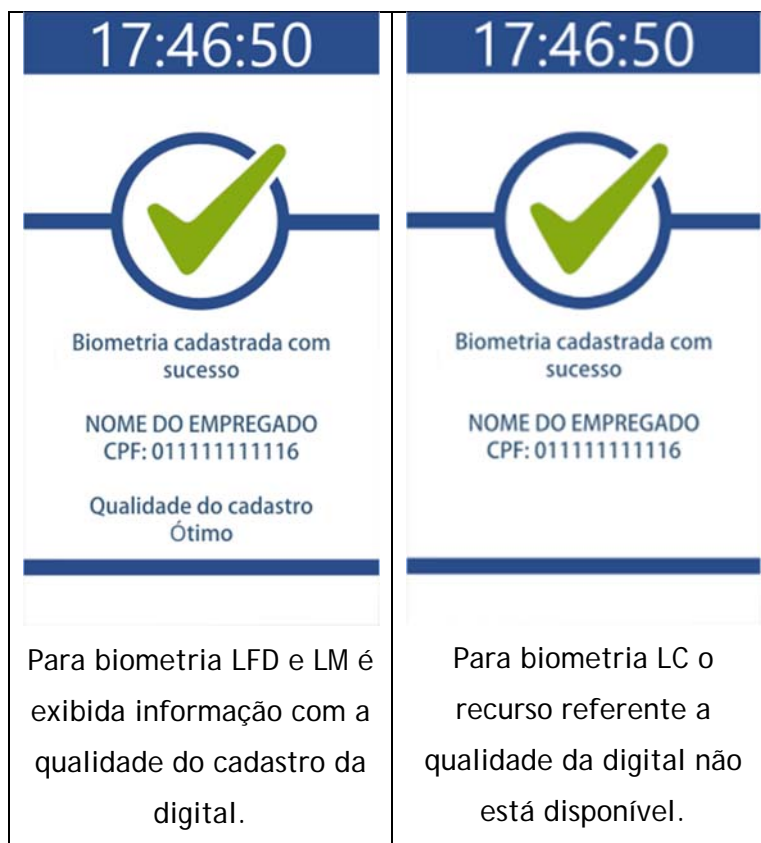 17:46:50
Biometria cadastrada com
sucesso
NOME DO EMPREGADO
CPF: 011111111116
Qualidade do cadastro
Ótimo
Para biometria LFD e LM é
exibida informação com a
qualidade do cadastro da
digital.
17:46:50
Biometria cadastrada com
sucesso
NOME DO EMPREGADO
CPF: 011111111116
Para biometria LC o
recurso referente a
qualidade da digital não
está disponível.